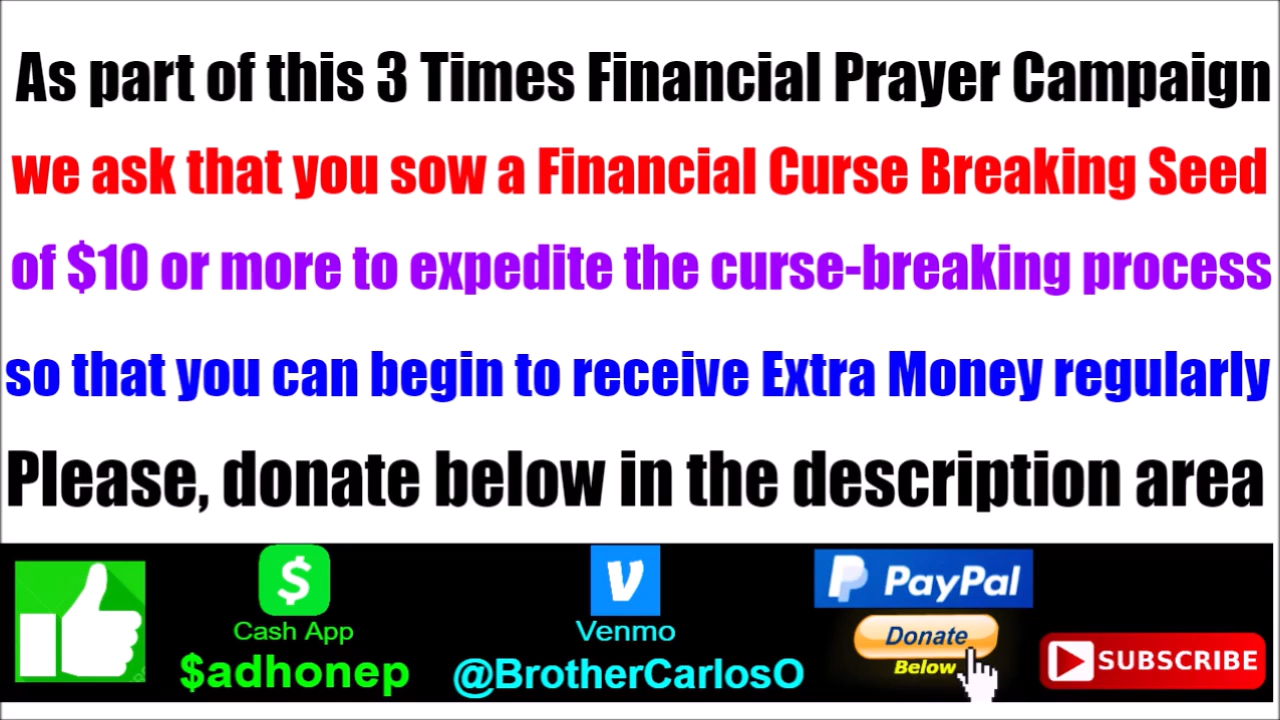 As part of this 3 Times Financial Prayer Campaign
we ask that you sow a Financial Curse Breaking Seed
of $10 or more to expedite the curse-breaking process
so that you can begin to receive Extra Money regularly
Please, donate below in the description area
$ V PayPal
Cash App Venmo Donate
$adhonep @BrotherCarlosO Below SUBSCRIBE